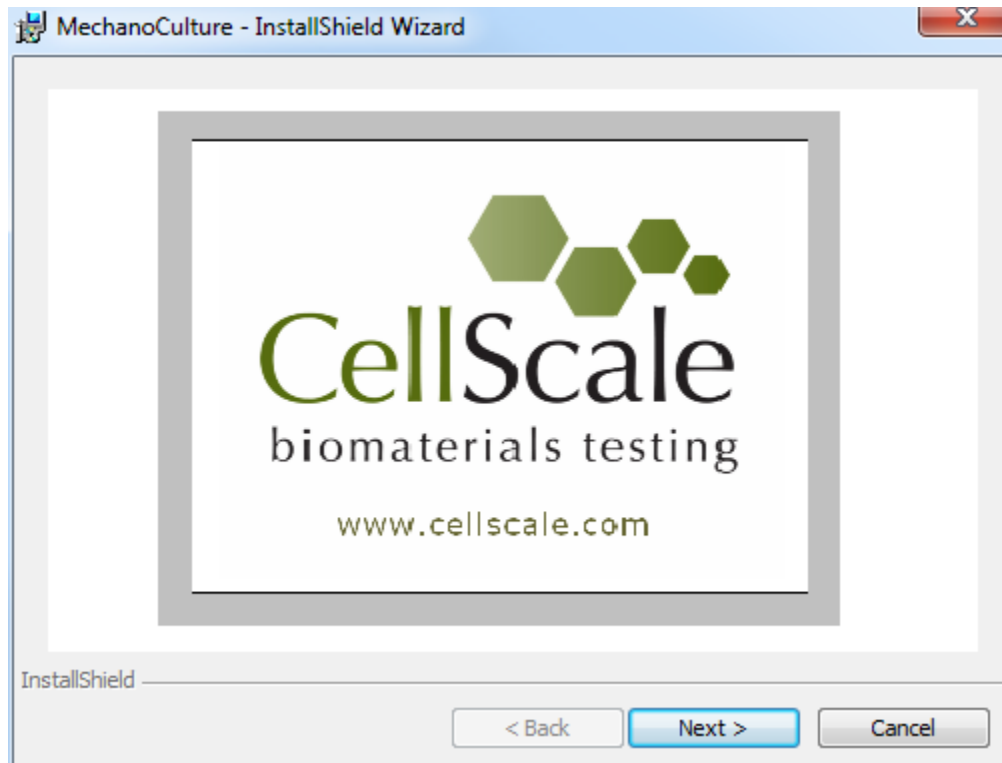 MechanoCulture - InstallShield Wizard
CellScale
biomaterials testing
www.cellscale.com
InstallShield
< Back Next > Cancel